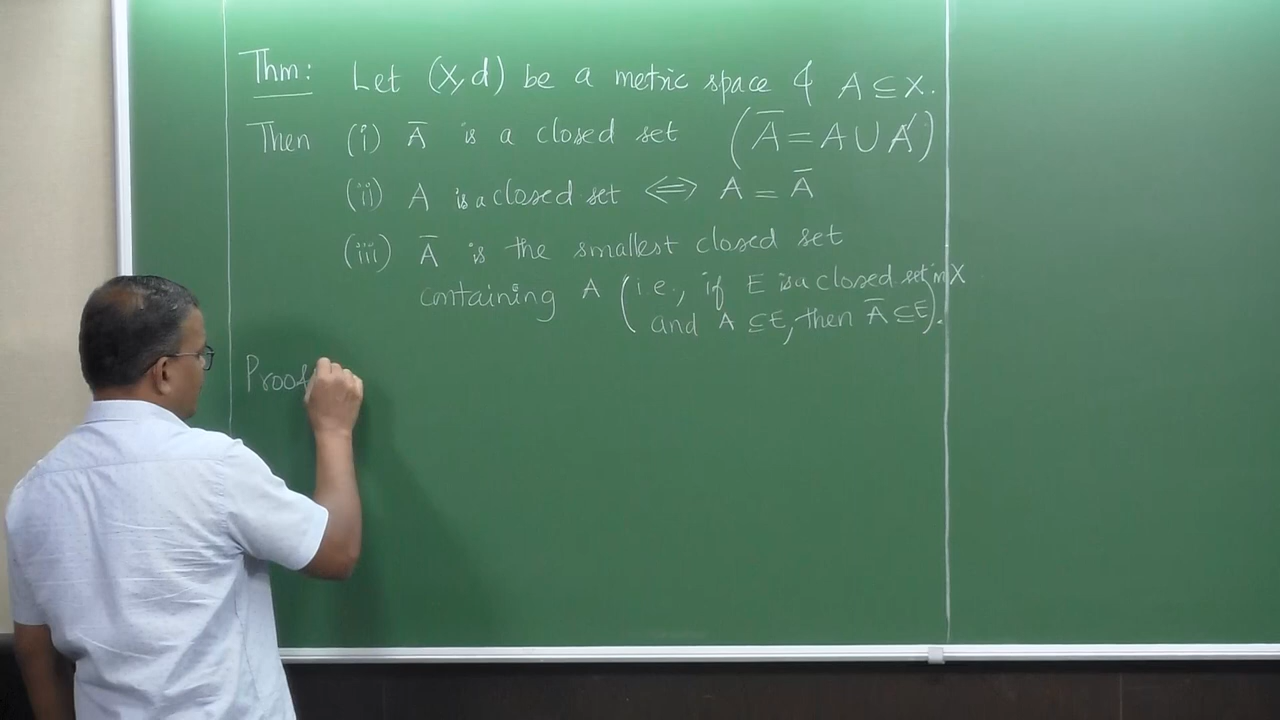 Thm: Let (X,d) be a metric space & A ⊆ X.
Then (i) Ā is a closed set (Ā = A ∪ A′)
(ii) A is a closed set ⟺ A = Ā
(iii) Ā is the smallest closed set
containing A (i.e., if E is a closed set in X
and A ⊆ E, then Ā ⊆ E).
Proof